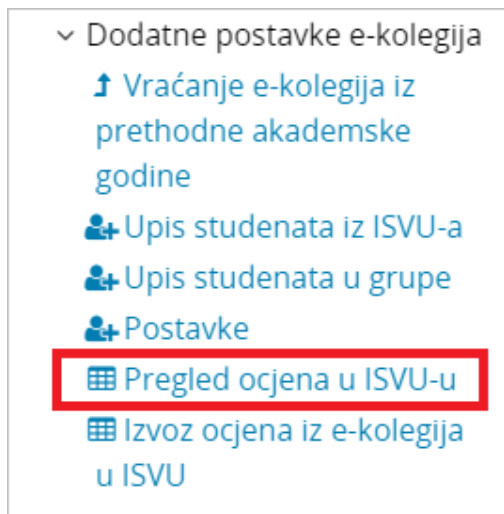 Dodatne postavke e-kolegija
Vraćanje e-kolegija iz
prethodne akademske
godine
Upis studenata iz ISVU-a
Upis studenata u grupe
Postavke
Pregled ocjena u ISVU-u
Izvoz ocjena iz e-kolegija
u ISVU